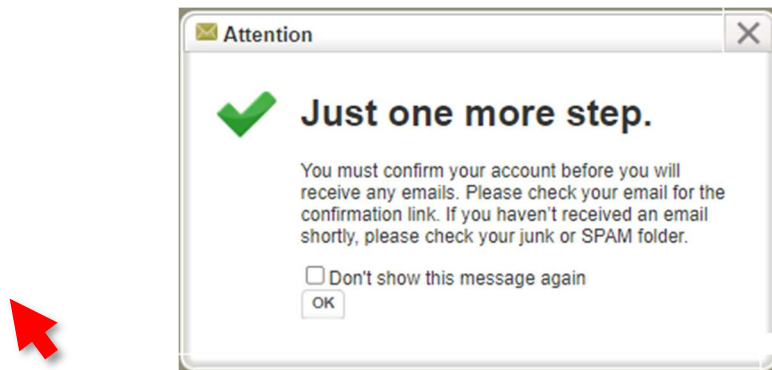 Attention
Just one more step.
You must confirm your account before you will
receive any emails. Please check your email for the
confirmation link. If you haven't received an email
shortly, please check your junk or SPAM folder.
Don't show this message again
OK